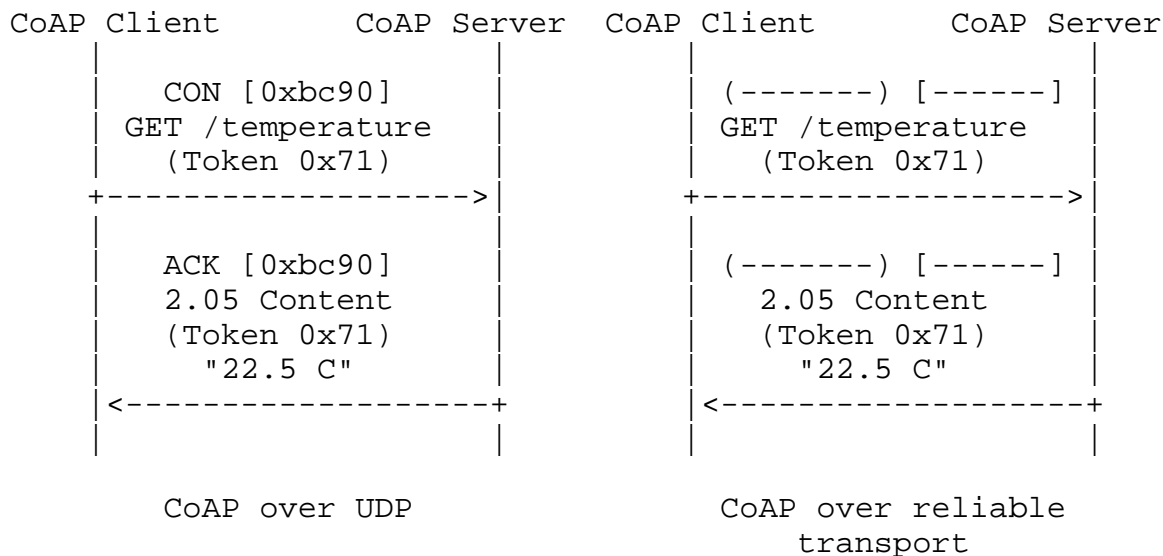 CoAP Client CoAP Server CoAP Client CoAP Server
CON [0xbc90] (-------) [------]
GET /temperature GET /temperature
(Token 0x71) (Token 0x71)
ACK [0xbc90] (-------) [------]
2.05 Content 2.05 Content
(Token 0x71) (Token 0x71)
"22.5 C" "22.5 C"
CoAP over UDP CoAP over reliable
transport